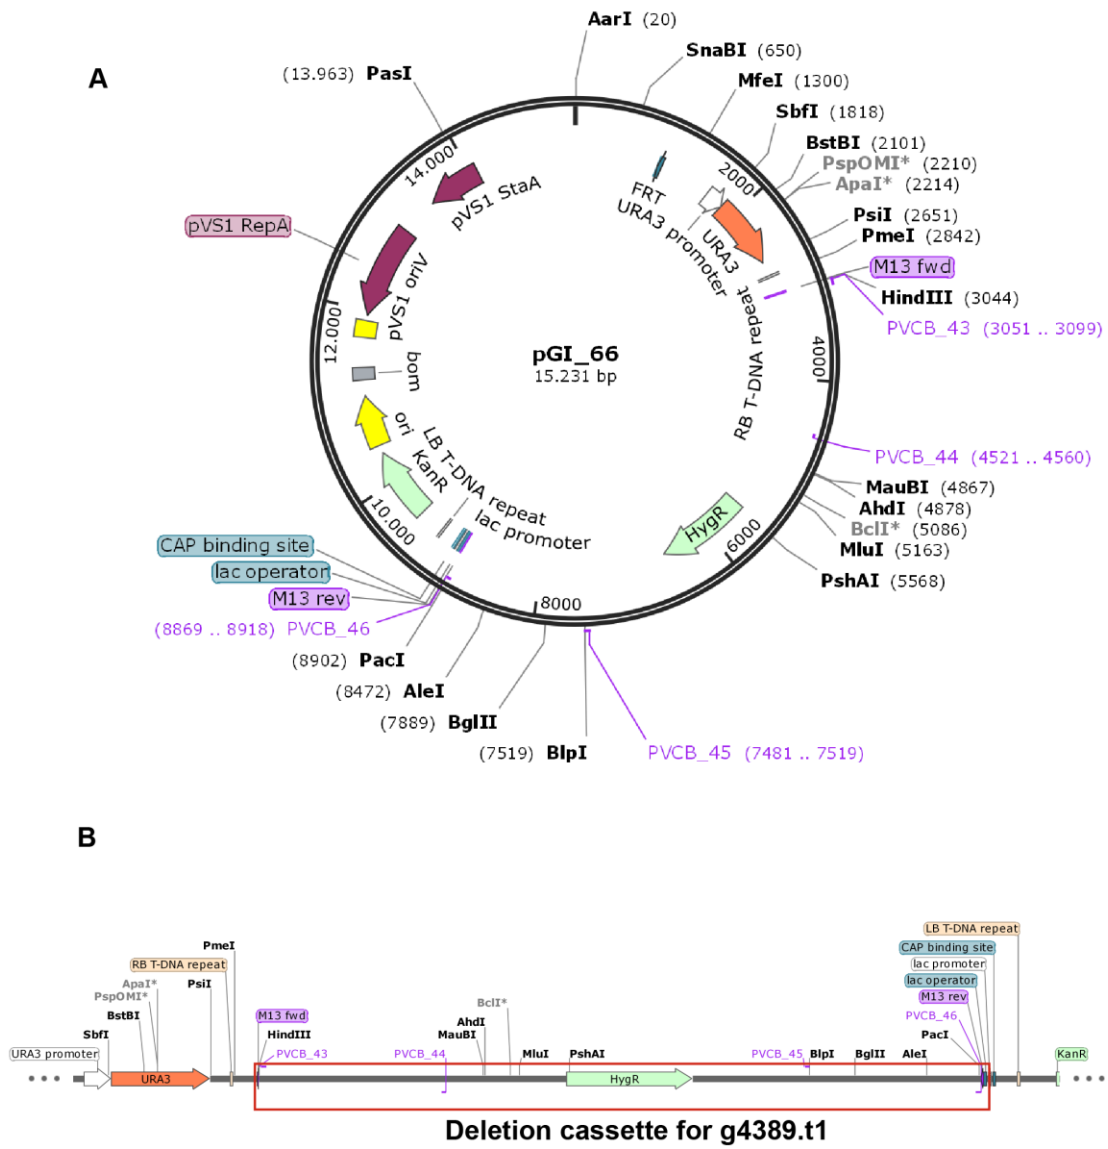 A
AarI (20)
SnaBI (650)
MfeI (1300)
SbfI (1818)
BstBI (2101)
PspOMI* (2210)
ApaI* (2214)
PsiI (2651)
PmeI (2842)
M13 fwd
HindIII (3044)
PVCB_43 (3051 .. 3099)
PVCB_44 (4521 .. 4560)
MauBI (4867)
AhdI (4878)
BclI* (5086)
MluI (5163)
PshAI (5568)
PVCB_45 (7481 .. 7519)
(7519) BlpI
(7889) BglII
(8472) AleI
(8902) PacI
(8869 .. 8918) PVCB_46
M13 rev
lac operator
CAP binding site
pVS1 RepA
(13.963) PasI
2000
4000
6000
8000
10.000
12.000
14.000
FRT
URA3 promoter
URA3
RB T-DNA repeat
HygR
lac promoter
LB T-DNA repeat
KanR
ori
bom
pVS1 oriV
pVS1 StaA
pGI_66
15.231 bp
B
LB T-DNA repeat
CAP binding site
lac promoter
lac operator
M13 rev
PVCB_46
PacI
PmeI
RB T-DNA repeat
ApaI*
PsiI
PspOMI*
BstBI
SbfI
URA3 promoter
M13 fwd
HindIII
PVCB_43
PVCB_44
BclI*
AhdI
MauBI
MluI
PshAI
PVCB_45
BlpI
BglII
AleI
KanR
URA3
HygR
Deletion cassette for g4389.t1